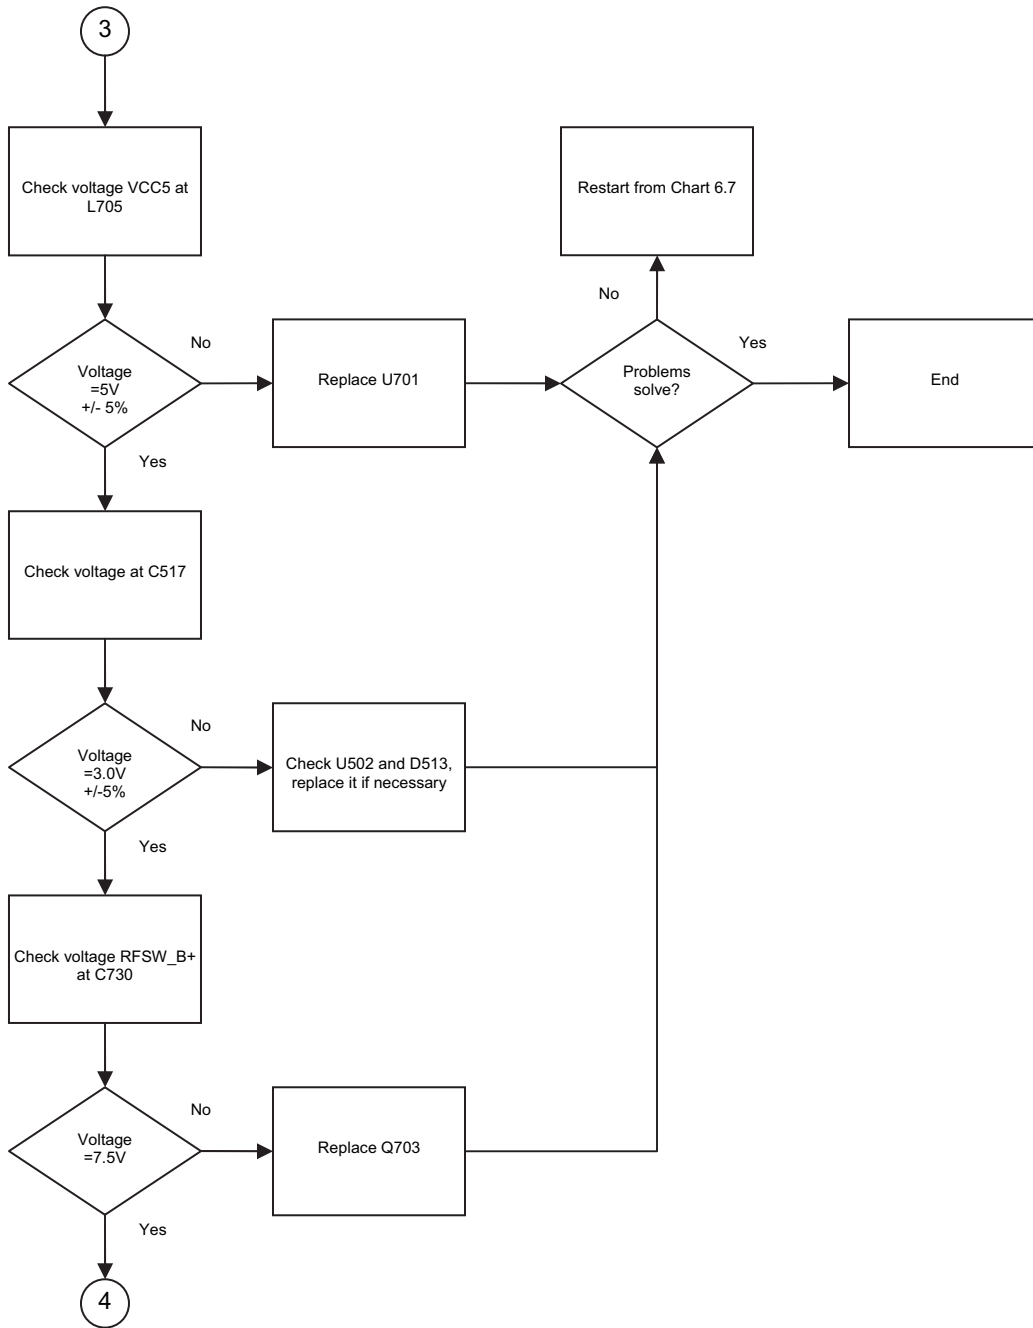 3
Check voltage VCC5 at
L705
Restart from Chart 6.7
No
Voltage
=5V
+/- 5%
No
Replace U701
Problems
solve?
Yes
End
Yes
Check voltage at C517
Voltage
=3.0V
+/-5%
No
Check U502 and D513,
replace it if necessary
Yes
Check voltage RFSW_B+
at C730
Voltage
=7.5V
No
Replace Q703
Yes
4